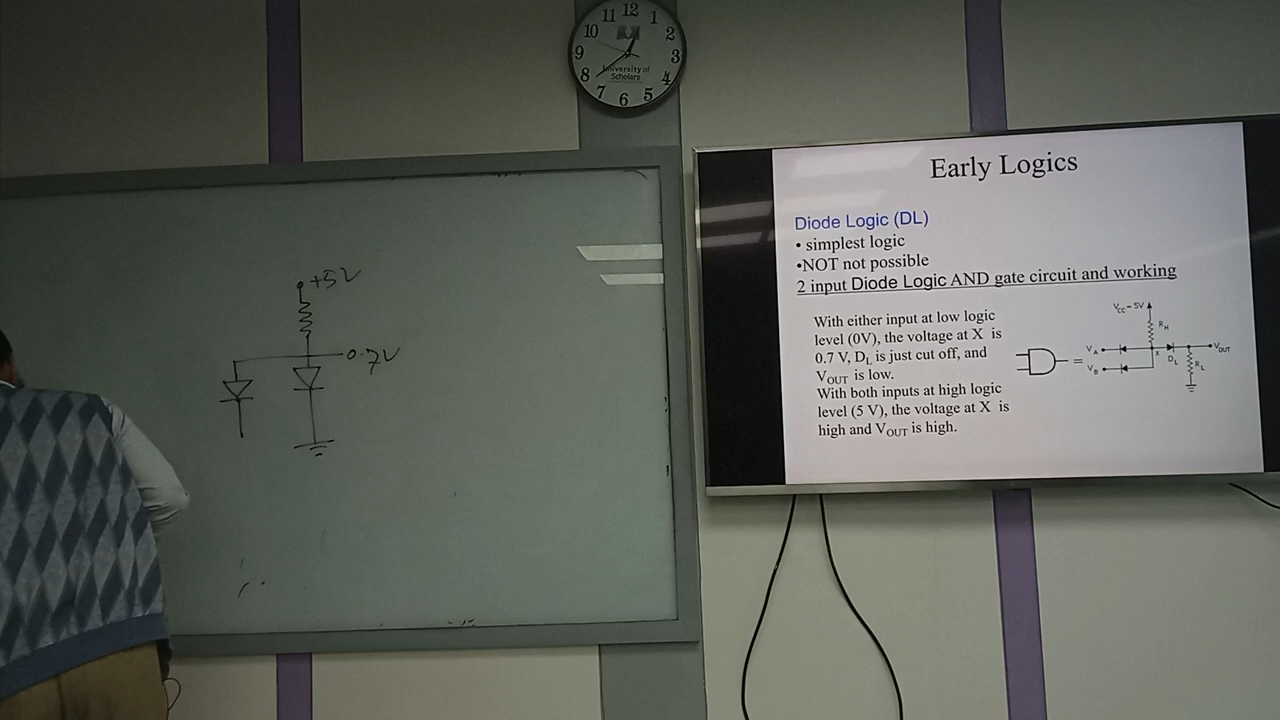 11 12 1
10 2
9 3
8 4
7 6 5
University of
Scholars
+5V
0.7V
Early Logics
Diode Logic (DL)
• simplest logic
•NOT not possible
2 input Diode Logic AND gate circuit and working
With either input at low logic
level (0V), the voltage at X is
0.7 V, DL is just cut off, and
VOUT is low.
With both inputs at high logic
level (5 V), the voltage at X is
high and VOUT is high.
VCC = 5V
RH
=
VA
X
DL
VOUT
VB
RL